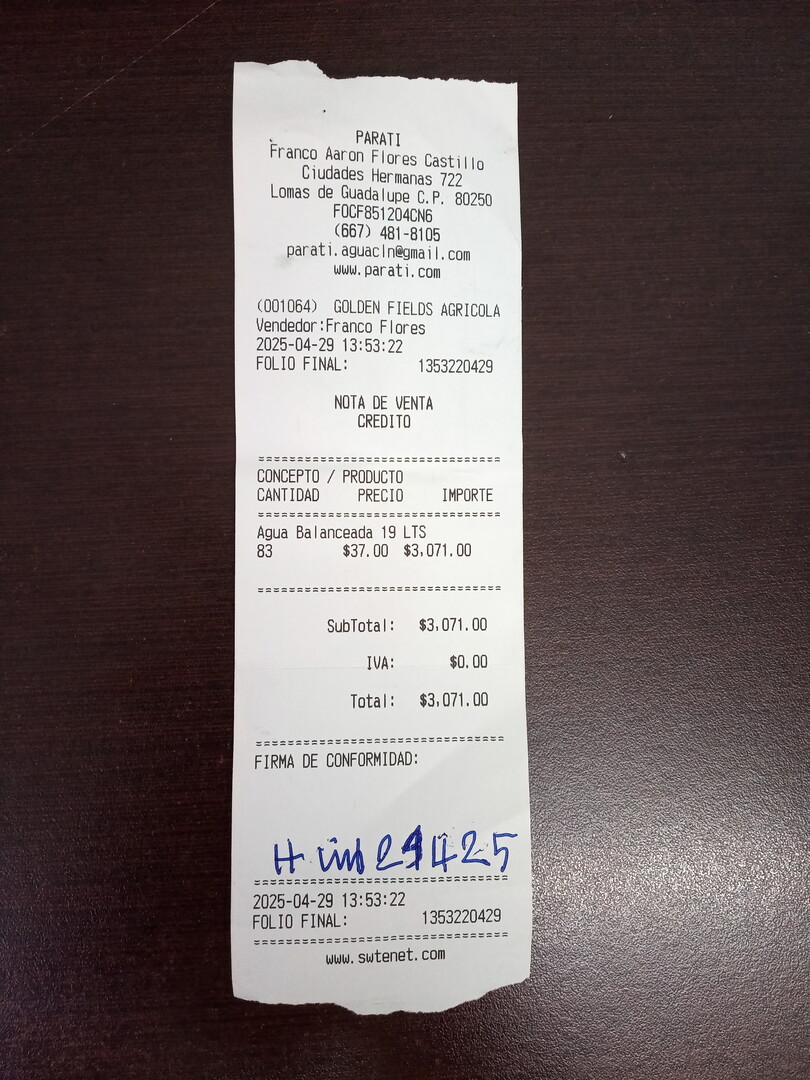 PARATI
Franco Aaron Flores Castillo
Ciudades Hermanas 722
Lomas de Guadalupe C.P. 80250
FOCF851204CN6
(667) 481-8105
parati.aguacln@gmail.com
www.parati.com
(001064) GOLDEN FIELDS AGRICOLA
Vendedor:Franco Flores
2025-04-29 13:53:22
FOLIO FINAL: 1353220429
NOTA DE VENTA
CREDITO
CONCEPTO / PRODUCTO
CANTIDAD PRECIO IMPORTE
Agua Balanceada 19 LTS
83 $37.00 $3,071.00
SubTotal: $3,071.00
IVA: $0.00
Total: $3,071.00
FIRMA DE CONFORMIDAD:
2025-04-29 13:53:22
FOLIO FINAL: 1353220429
www.swtenet.com